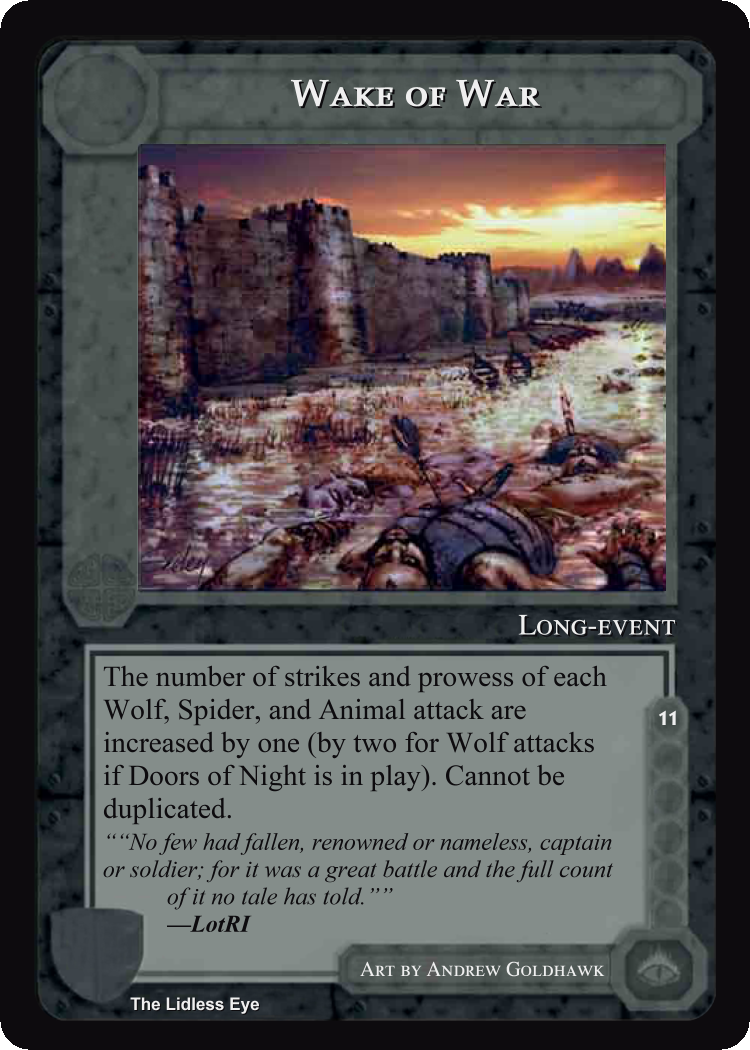 Wake of War
Long-event
The number of strikes and prowess of each
Wolf, Spider, and Animal attack are
increased by one (by two for Wolf attacks
if Doors of Night is in play). Cannot be
duplicated.
““No few had fallen, renowned or nameless, captain
or soldier; for it was a great battle and the full count
of it no tale has told.””
—LotRI
11
Art by Andrew Goldhawk
The Lidless Eye